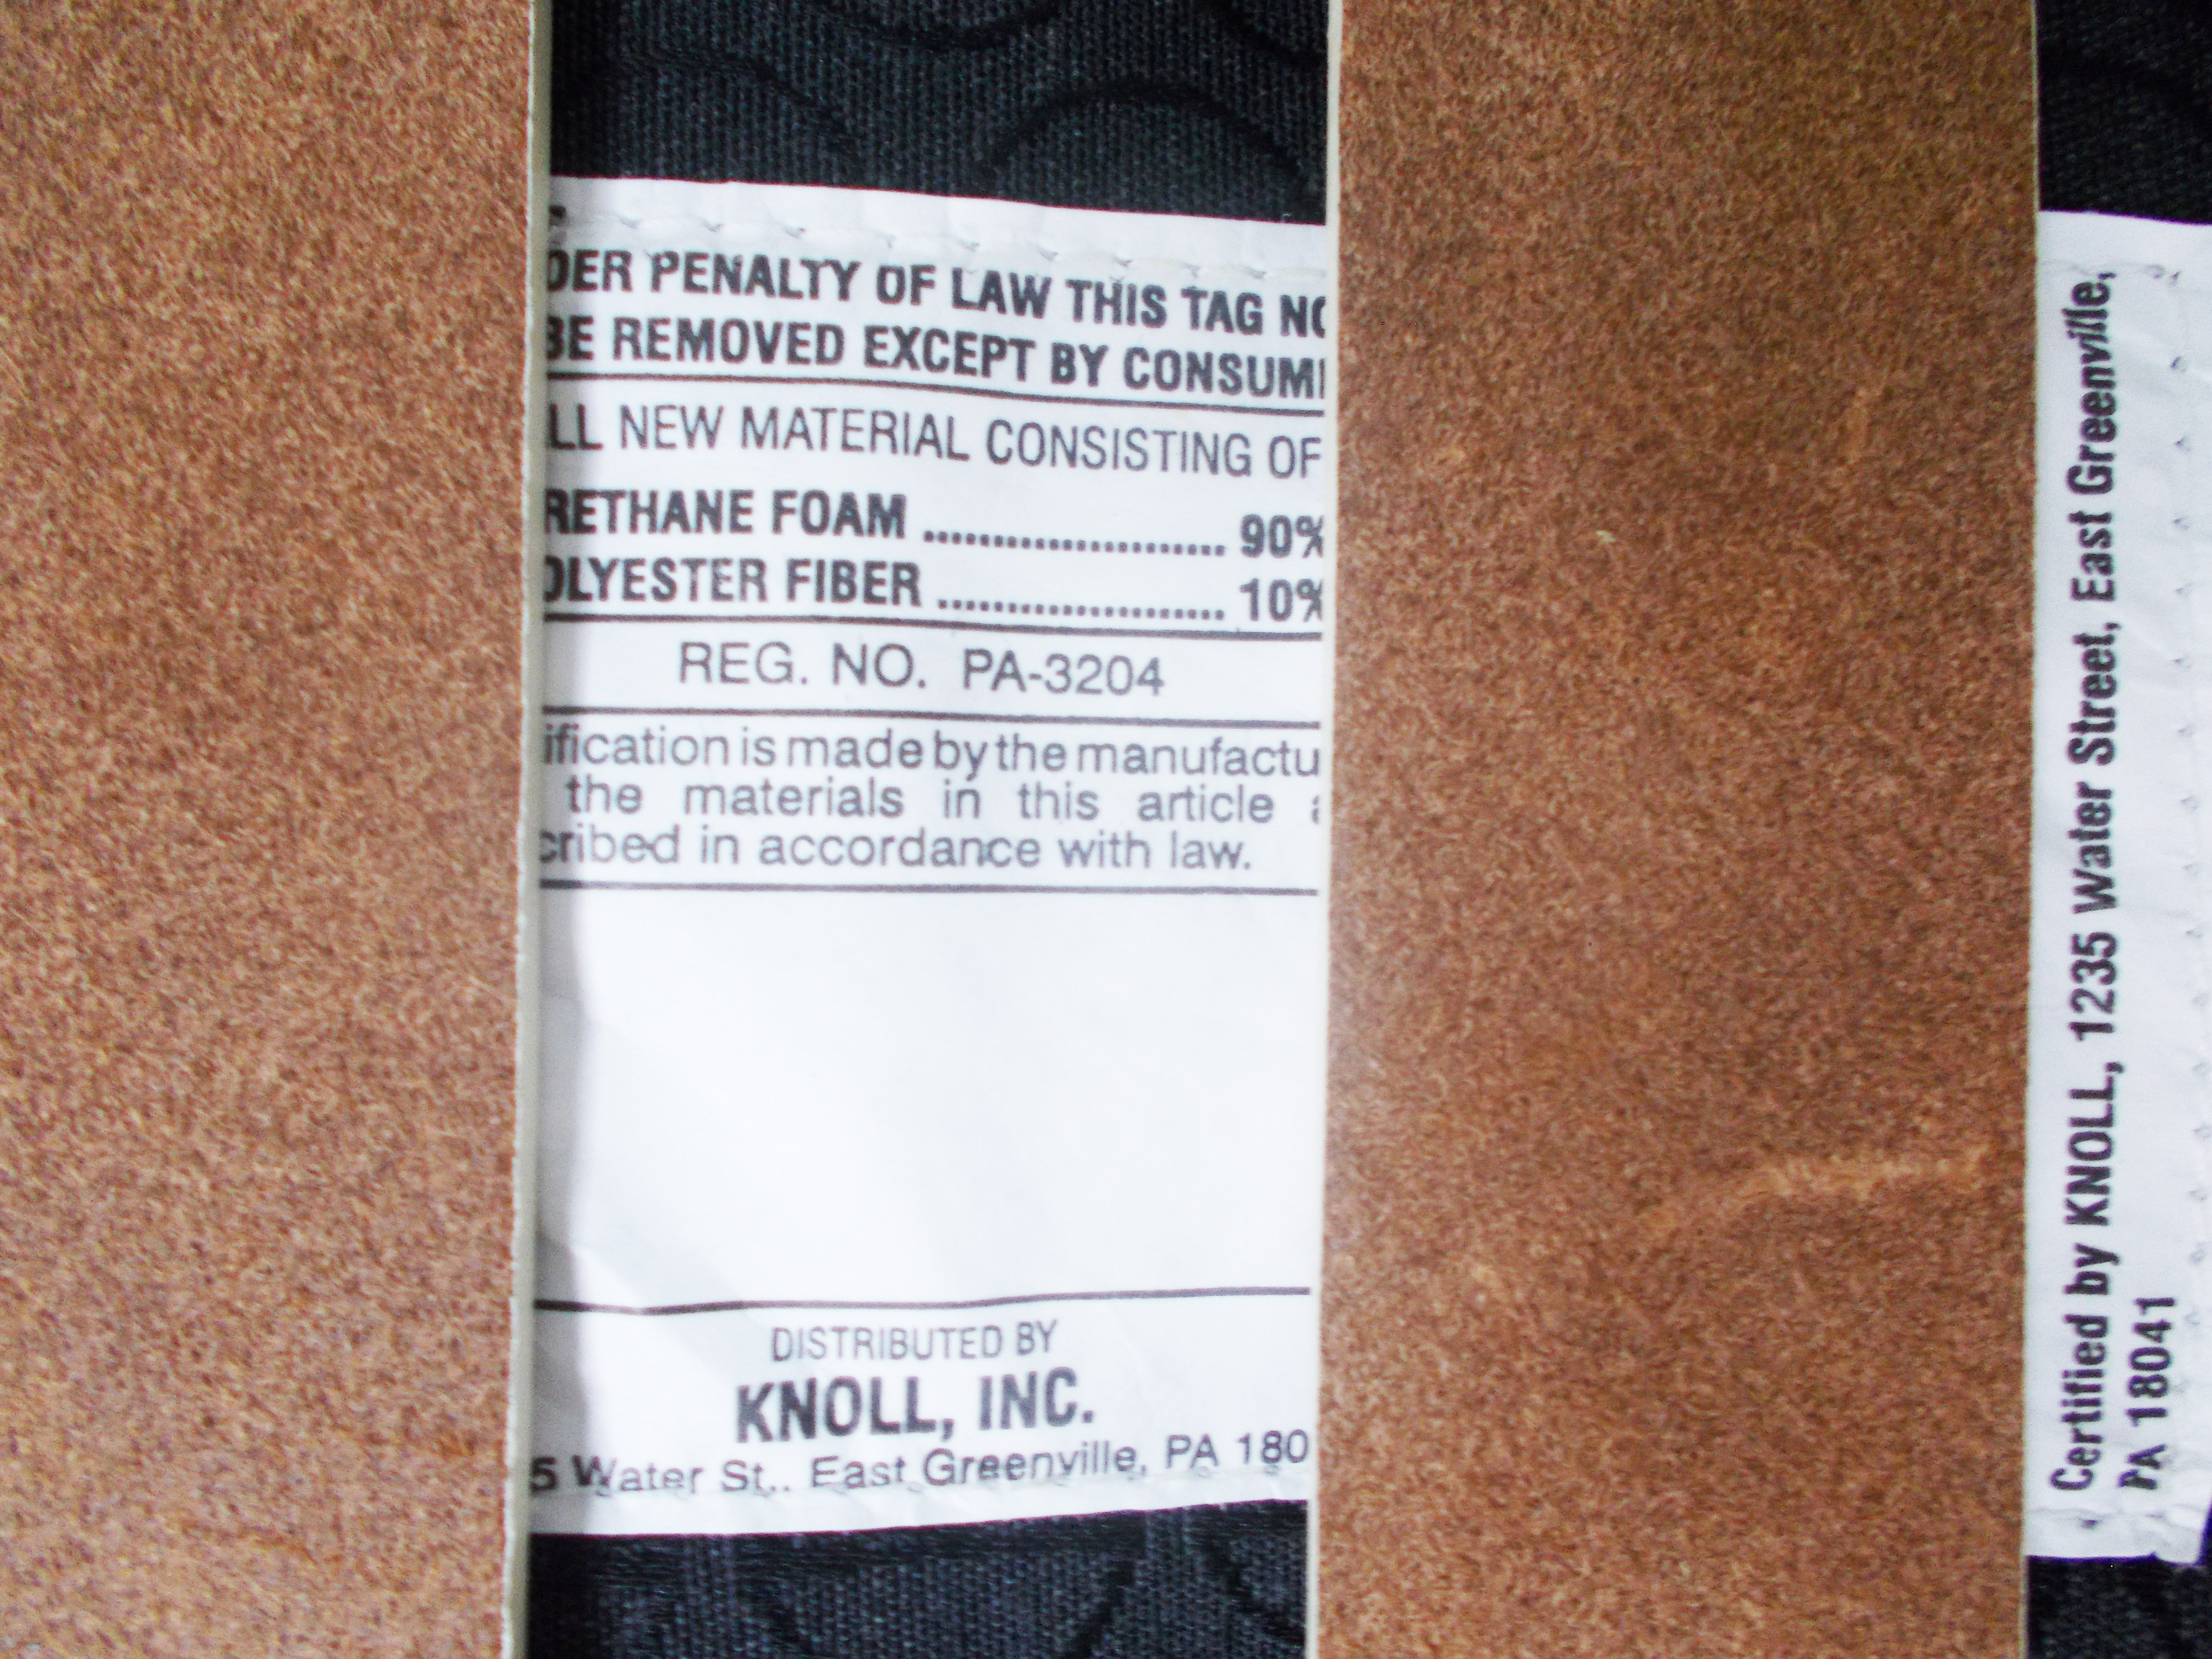 DER PENALTY OF LAW THIS TAG NO
BE REMOVED EXCEPT BY CONSUM
LL NEW MATERIAL CONSISTING OF
RETHANE FOAM ...................... 90%
OLYESTER FIBER ..................... 10%
REG. NO. PA-3204
ification is made by the manufactu
the materials in this article
cribed in accordance with law.
DISTRIBUTED BY
KNOLL, INC.
5 Water St., East Greenville, PA 180
Certified by KNOLL, 1235 Water Street, East Greenville,
PA 18041